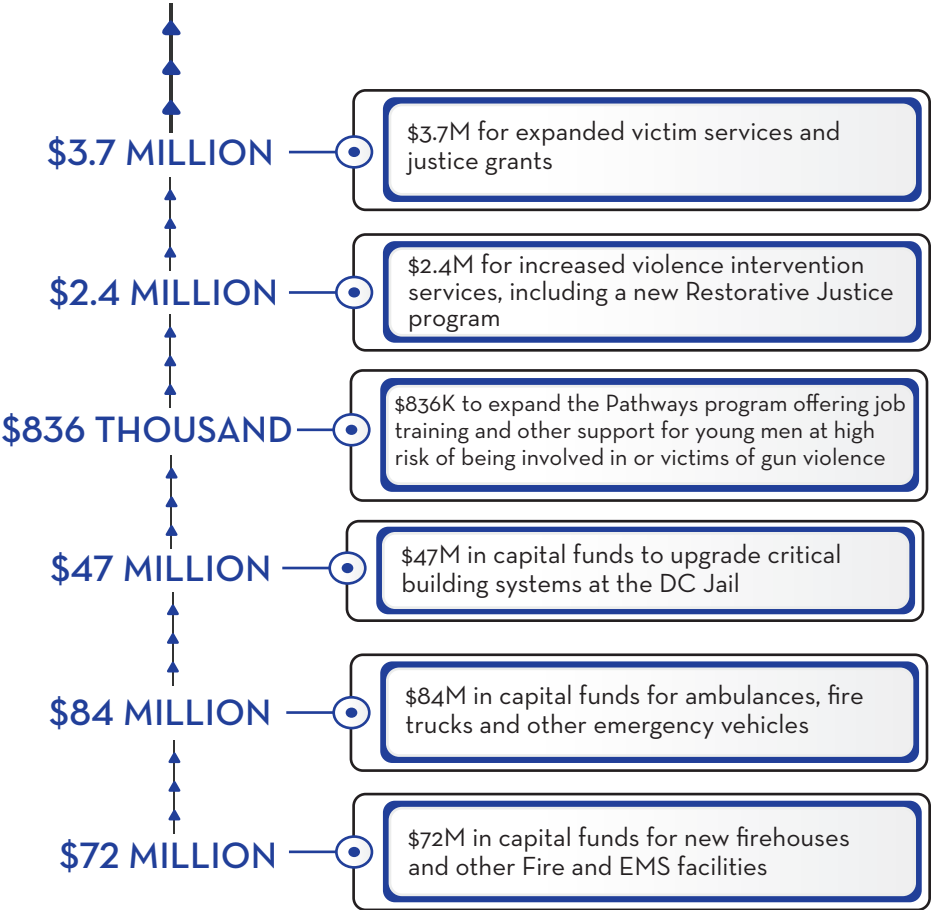 $3.7 MILLION
$3.7M for expanded victim services and
justice grants
$2.4 MILLION
$2.4M for increased violence intervention
services, including a new Restorative Justice
program
$836 THOUSAND
$836K to expand the Pathways program offering job
training and other support for young men at high
risk of being involved in or victims of gun violence
$47 MILLION
$47M in capital funds to upgrade critical
building systems at the DC Jail
$84 MILLION
$84M in capital funds for ambulances, fire
trucks and other emergency vehicles
$72 MILLION
$72M in capital funds for new firehouses
and other Fire and EMS facilities